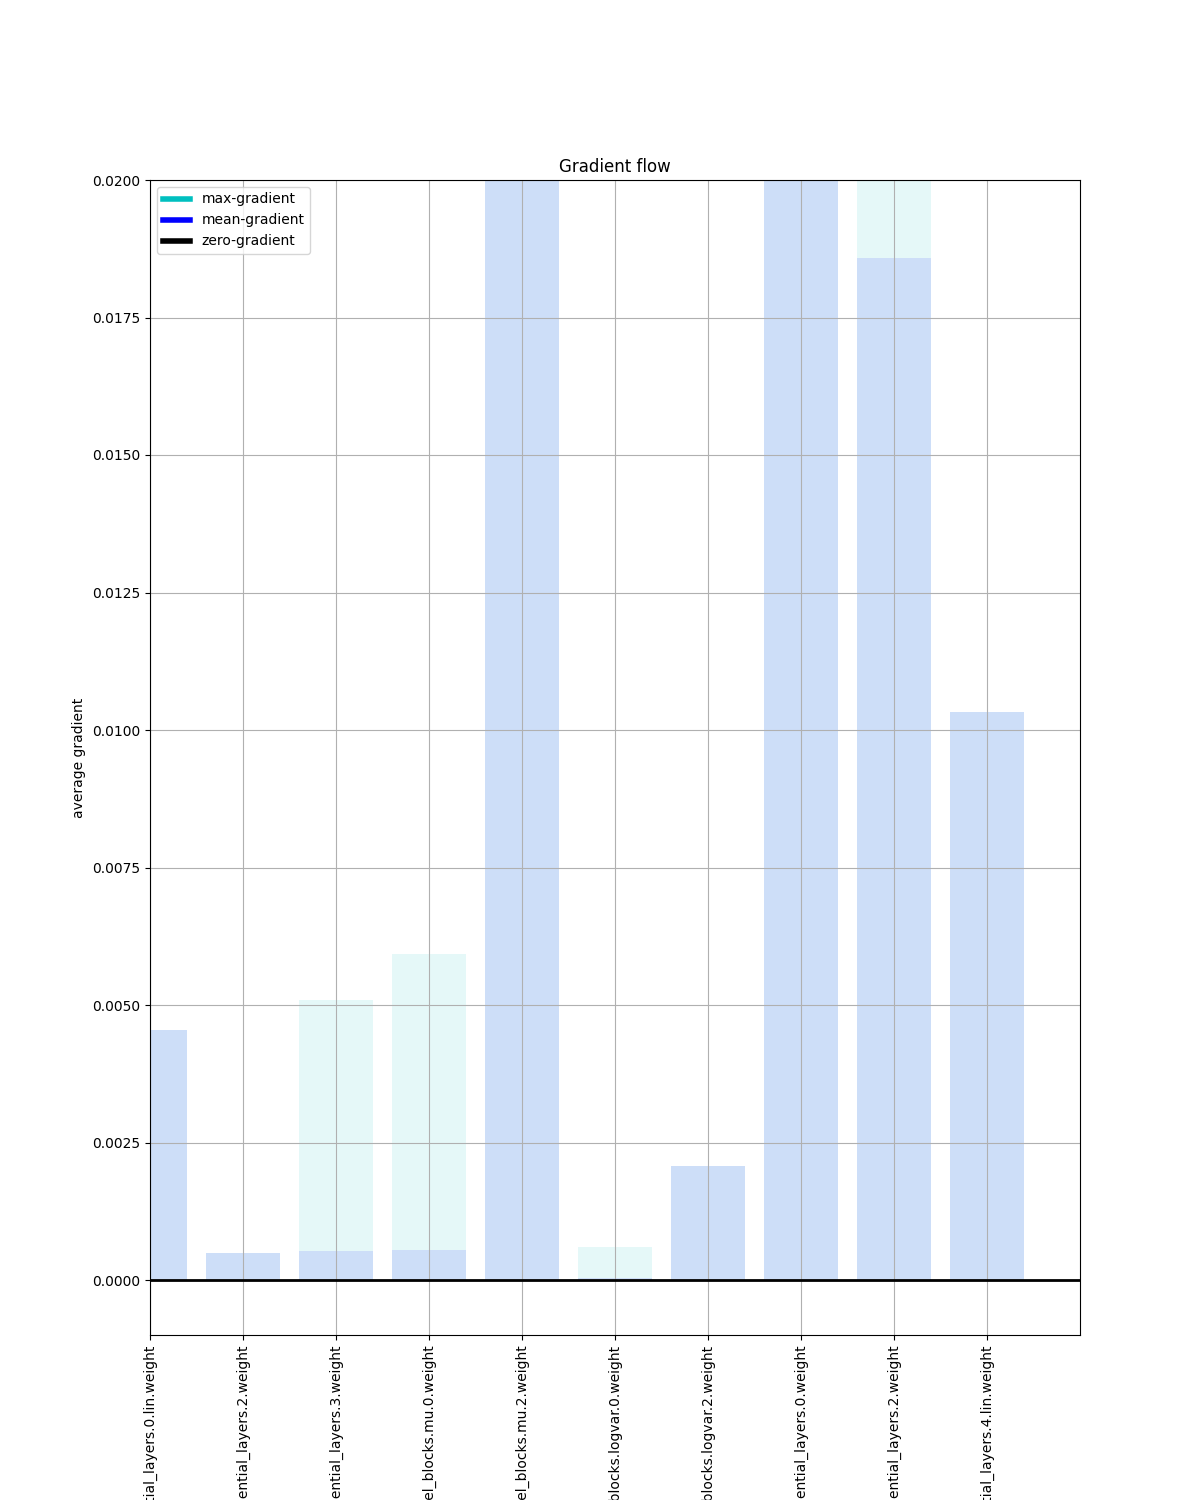 Gradient flow
max-gradient
mean-gradient
zero-gradient
0.0200
0.0175
0.0150
0.0125
0.0100
0.0075
0.0050
0.0025
0.0000
average gradient
tial_layers.0.lin.weight
ential_layers.2.weight
ential_layers.3.weight
el_blocks.mu.0.weight
el_blocks.mu.2.weight
blocks.logvar.0.weight
blocks.logvar.2.weight
ential_layers.0.weight
ential_layers.2.weight
tial_layers.4.lin.weight